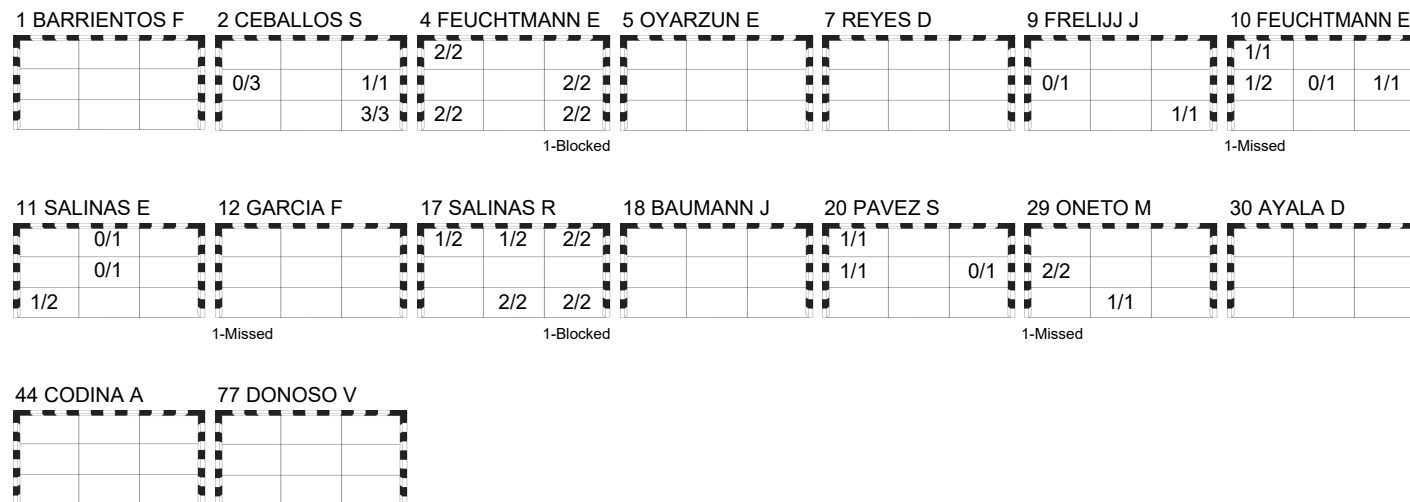 1 BARRIENTOS F 2 CEBALLOS S 4 FEUCHTMANN E 5 OYARZUN E 7 REYES D 9 FRELIJJ J 10 FEUCHTMANN E
2/2 1/1
0/3 1/1 2/2 0/1 1/2 0/1 1/1
3/3 2/2 2/2 1/1
1-Blocked 1-Missed
11 SALINAS E 12 GARCIA F 17 SALINAS R 18 BAUMANN J 20 PAVEZ S 29 ONETO M 30 AYALA D
0/1 1/2 1/2 2/2 1/1
0/1 1/1 0/1 2/2
1/2 2/2 2/2 1/1
1-Missed 1-Blocked 1-Missed
44 CODINA A 77 DONOSO V